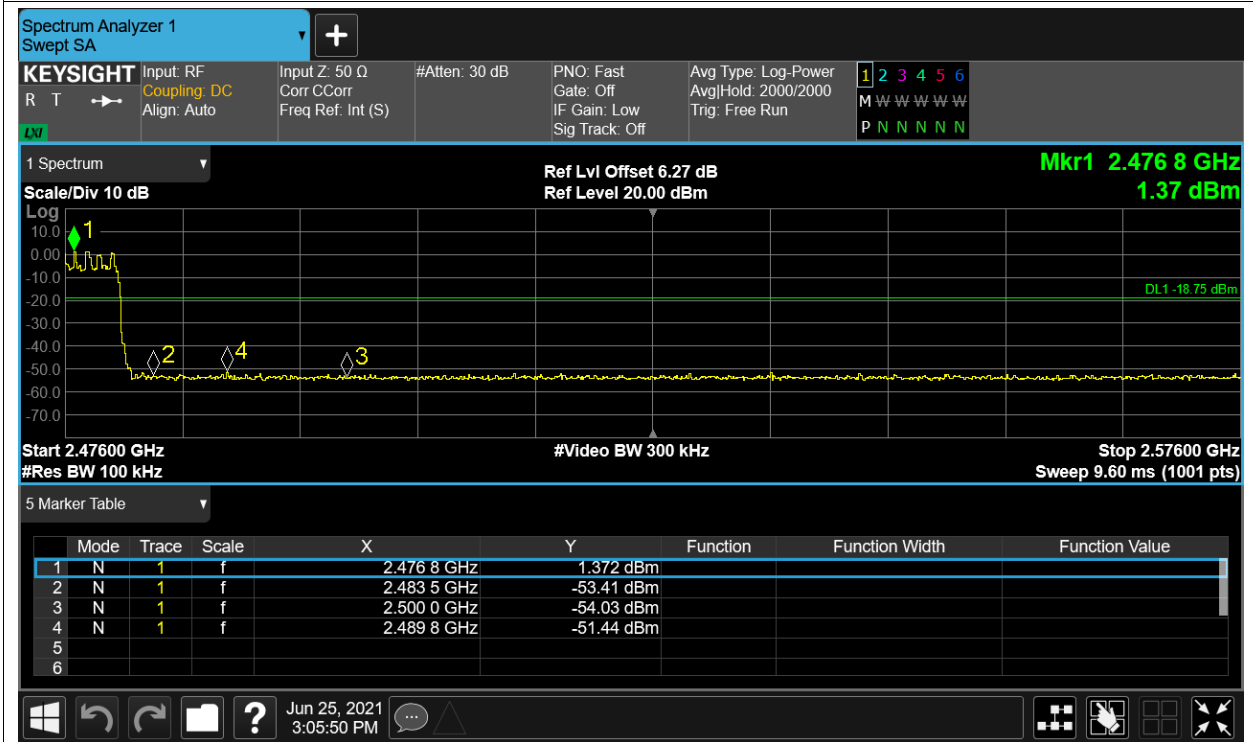 Spectrum Analyzer 1
Swept SA
KEYSIGHT
R T
LXI
Input: RF
Coupling: DC
Align: Auto
Input Z: 50 Ω
Corr CCorr
Freq Ref: Int (S)
#Atten: 30 dB
PNO: Fast
Gate: Off
IF Gain: Low
Sig Track: Off
Avg Type: Log-Power
Avg|Hold: 2000/2000
Trig: Free Run
1 2 3 4 5 6
M W W W W W
P N N N N N
1 Spectrum
Scale/Div 10 dB
Ref Lvl Offset 6.27 dB
Ref Level 20.00 dBm
Mkr1 2.476 8 GHz
1.37 dBm
Log
10.0
0.00
-10.0
-20.0
-30.0
-40.0
-50.0
-60.0
-70.0
1
2
4
3
DL1 -18.75 dBm
Start 2.47600 GHz
#Res BW 100 kHz
#Video BW 300 kHz
Stop 2.57600 GHz
Sweep 9.60 ms (1001 pts)
5 Marker Table
Mode Trace Scale X Y Function Function Width Function Value
1 N 1 f 2.476 8 GHz 1.372 dBm
2 N 1 f 2.483 5 GHz -53.41 dBm
3 N 1 f 2.500 0 GHz -54.03 dBm
4 N 1 f 2.489 8 GHz -51.44 dBm
5
6
?
Jun 25, 2021
3:05:50 PM